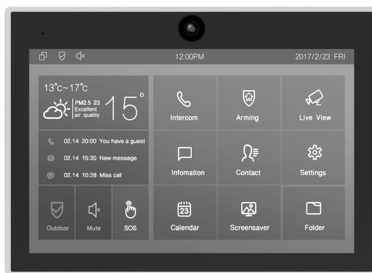 12:00PM
2017/2/23 FRI
13°C~17°C
PM2.5 23
Excellent
air quality
15°
02.14 20:00 You have a guest
02.14 15:30 New message
02.14 10:28 Miss call
Outdoor
Mute
SOS
Intercom
Arming
Live View
Infomation
Contact
Settings
23
Calendar
Screensaver
Folder